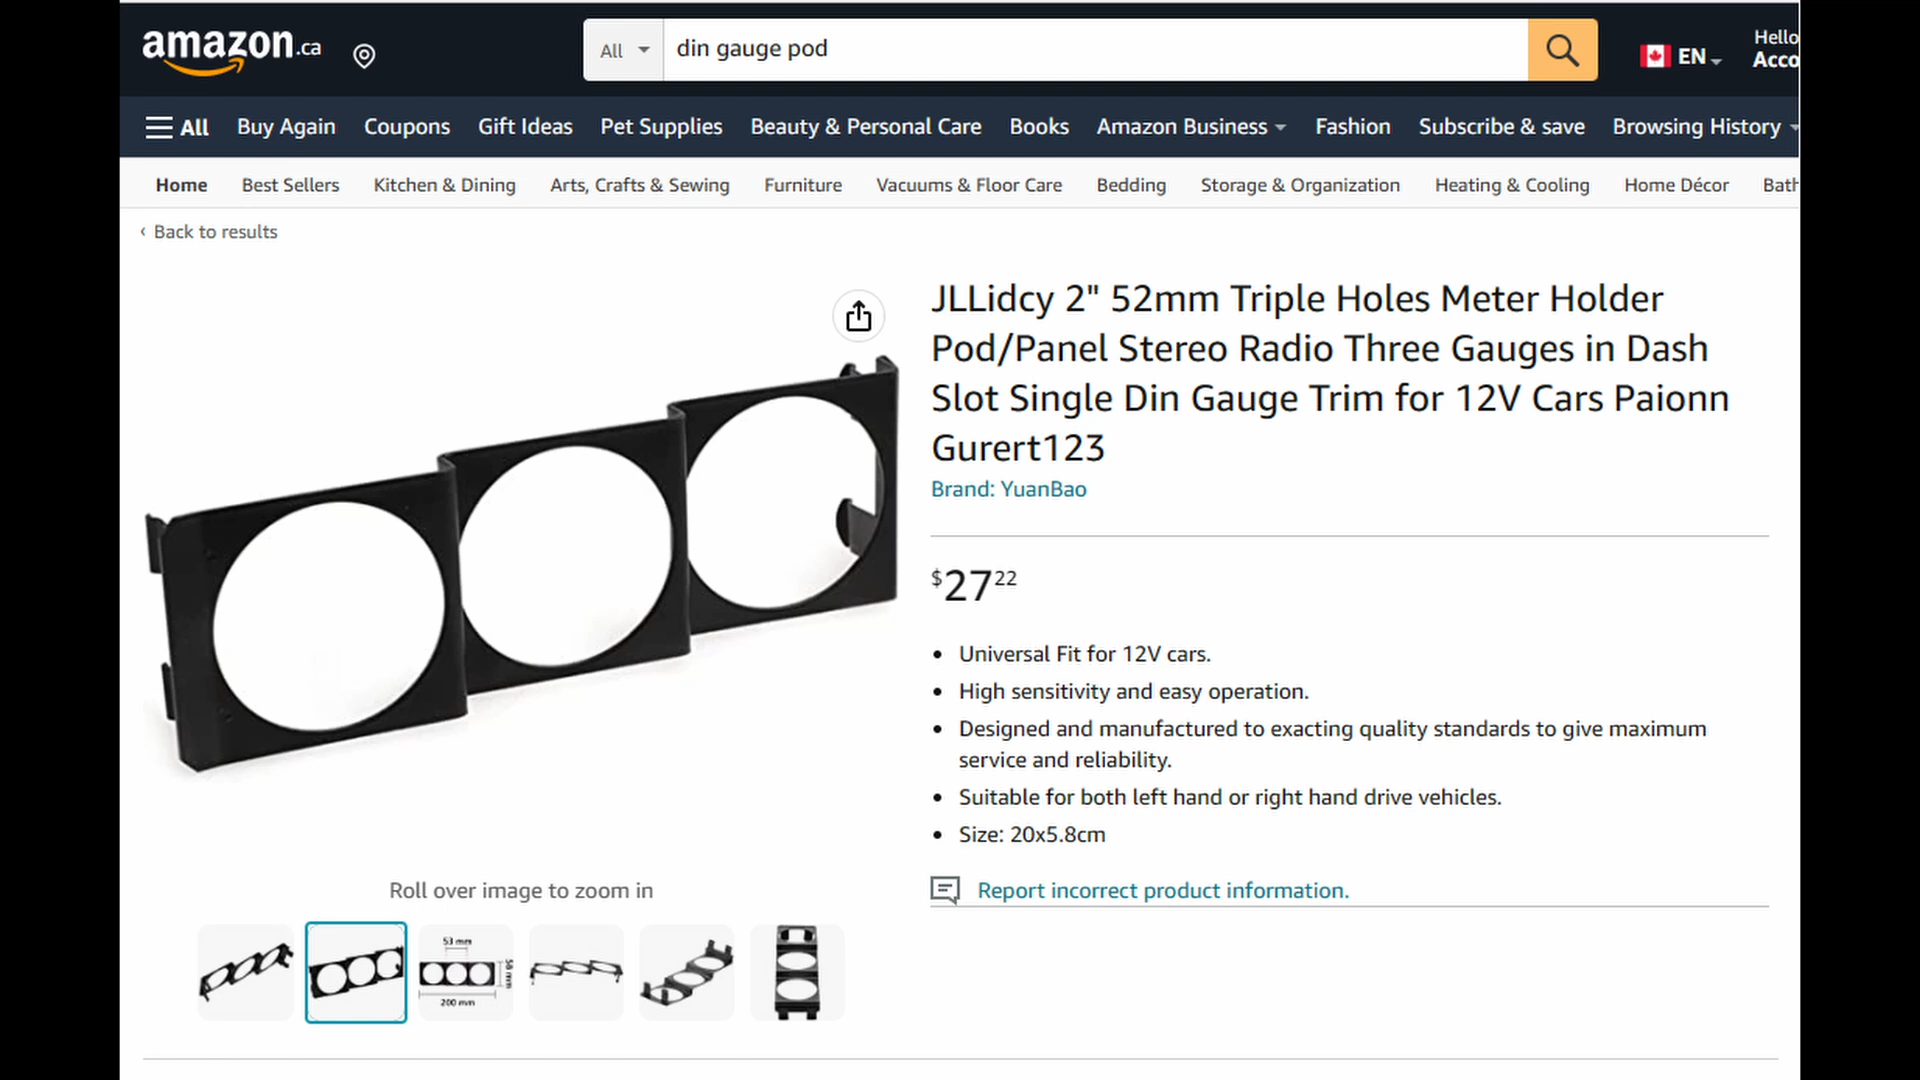 amazon.ca
All
din gauge pod
EN
Hello
Acco
All Buy Again Coupons Gift Ideas Pet Supplies Beauty & Personal Care Books Amazon Business Fashion Subscribe & save Browsing History
Home Best Sellers Kitchen & Dining Arts, Crafts & Sewing Furniture Vacuums & Floor Care Bedding Storage & Organization Heating & Cooling Home Décor Bath
‹ Back to results
JLLidcy 2" 52mm Triple Holes Meter Holder
Pod/Panel Stereo Radio Three Gauges in Dash
Slot Single Din Gauge Trim for 12V Cars Paionn
Gurert123
Brand: YuanBao
$27 22
• Universal Fit for 12V cars.
• High sensitivity and easy operation.
• Designed and manufactured to exacting quality standards to give maximum
service and reliability.
• Suitable for both left hand or right hand drive vehicles.
• Size: 20x5.8cm
Report incorrect product information.
Roll over image to zoom in
53 mm
58 mm
200 mm